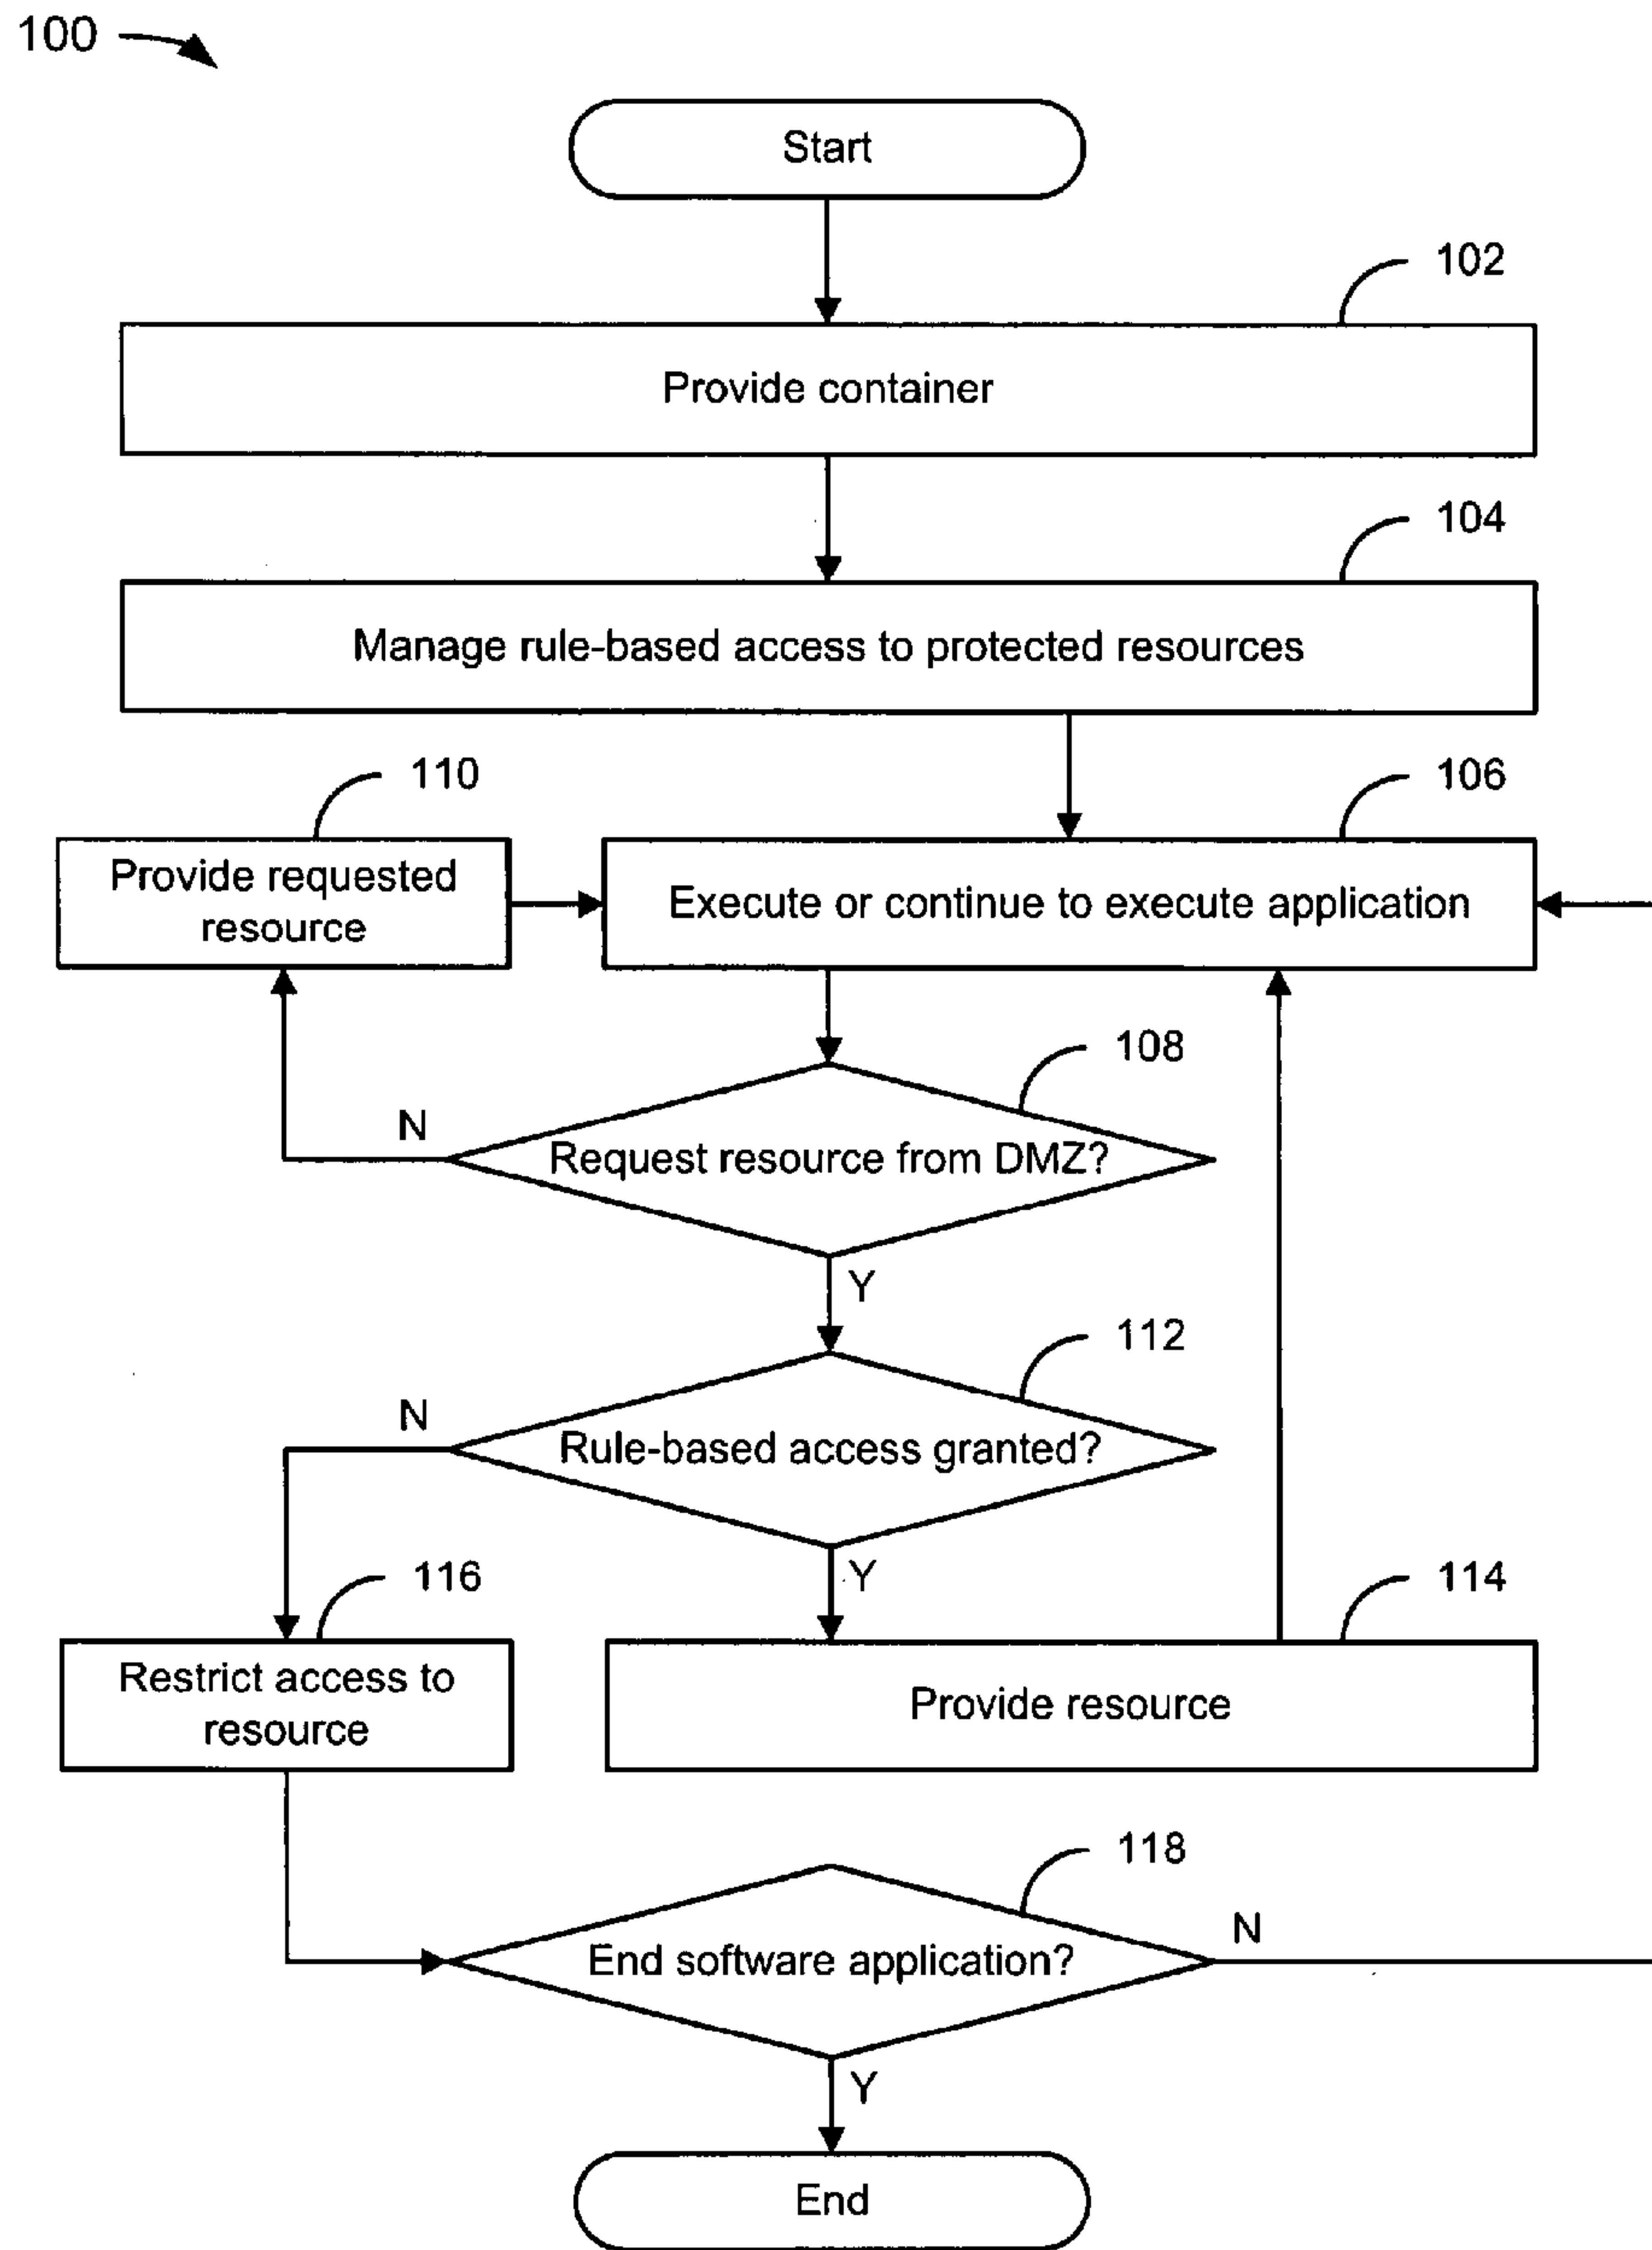 100
Start
102
Provide container
104
Manage rule-based access to protected resources
110
106
Provide requested
resource
Execute or continue to execute application
108
N
Request resource from DMZ?
Y
112
N
Rule-based access granted?
Y
116
114
Restrict access to
resource
Provide resource
118
N
End software application?
Y
End